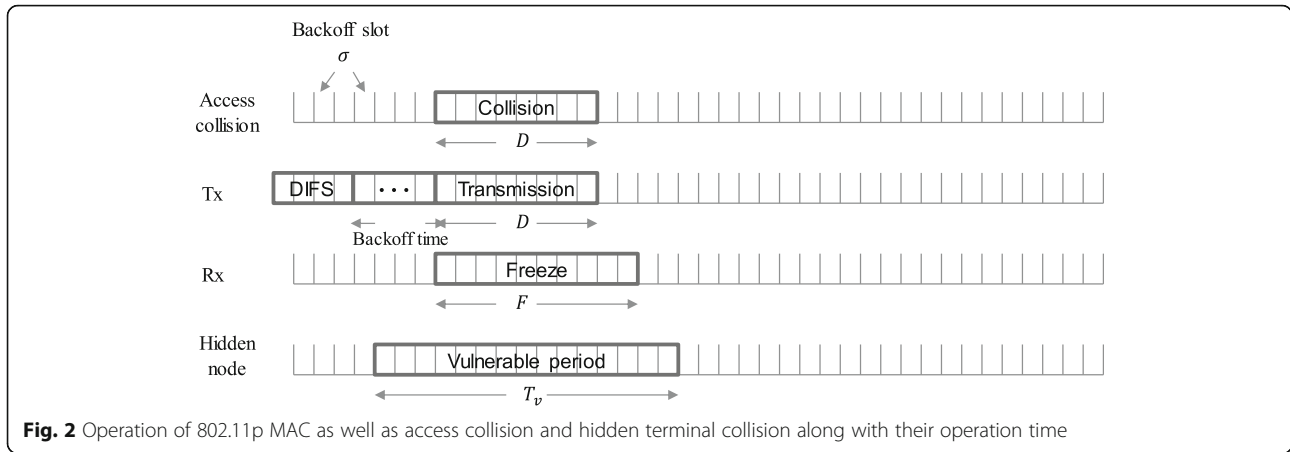 Backoff slot
σ
Access
collision
Collision
D
Tx
DIFS
...
Transmission
Backoff time
D
Rx
Freeze
F
Hidden
node
Vulnerable period
Tᵥ
Fig. 2 Operation of 802.11p MAC as well as access collision and hidden terminal collision along with their operation time